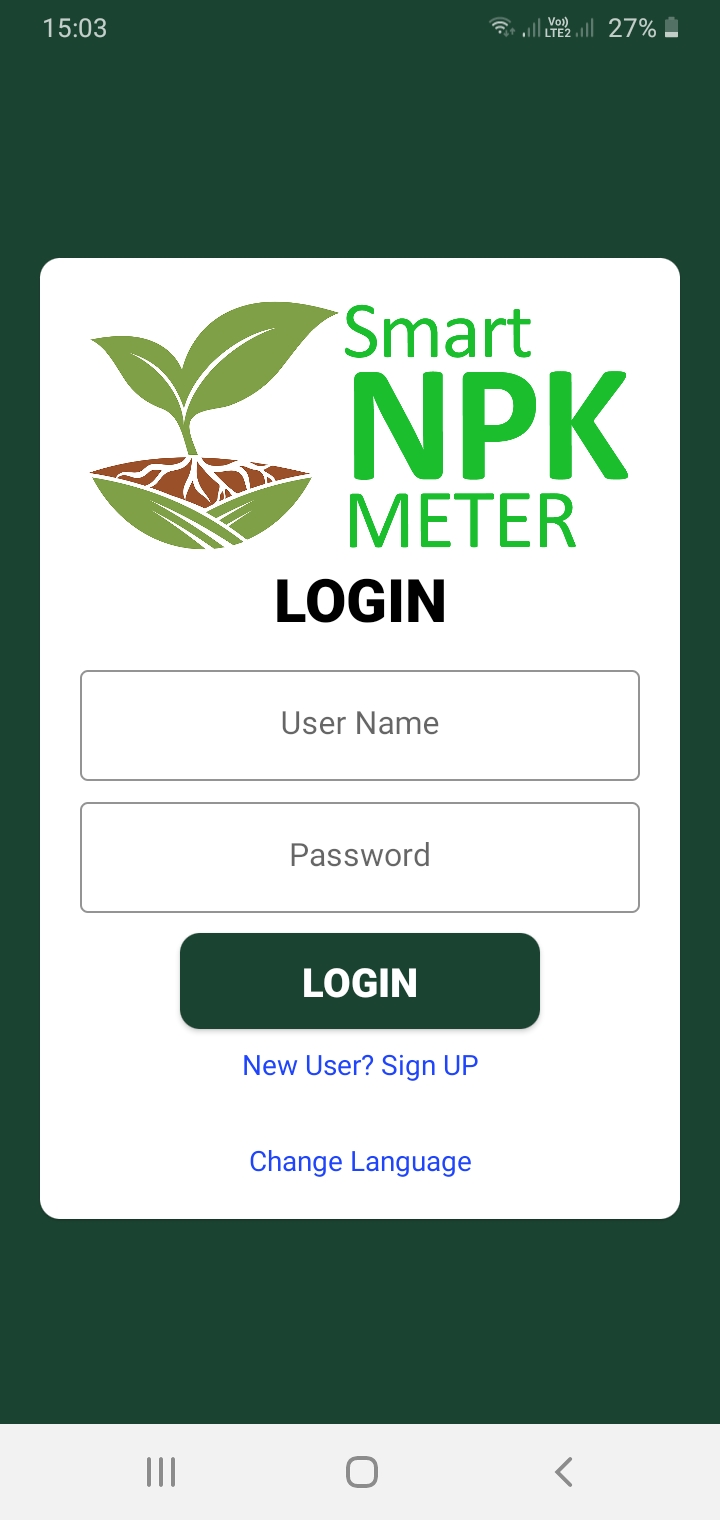 15:03 Vo)) LTE2 27%
Smart
NPK
METER
LOGIN
User Name
Password
LOGIN
New User? Sign UP
Change Language